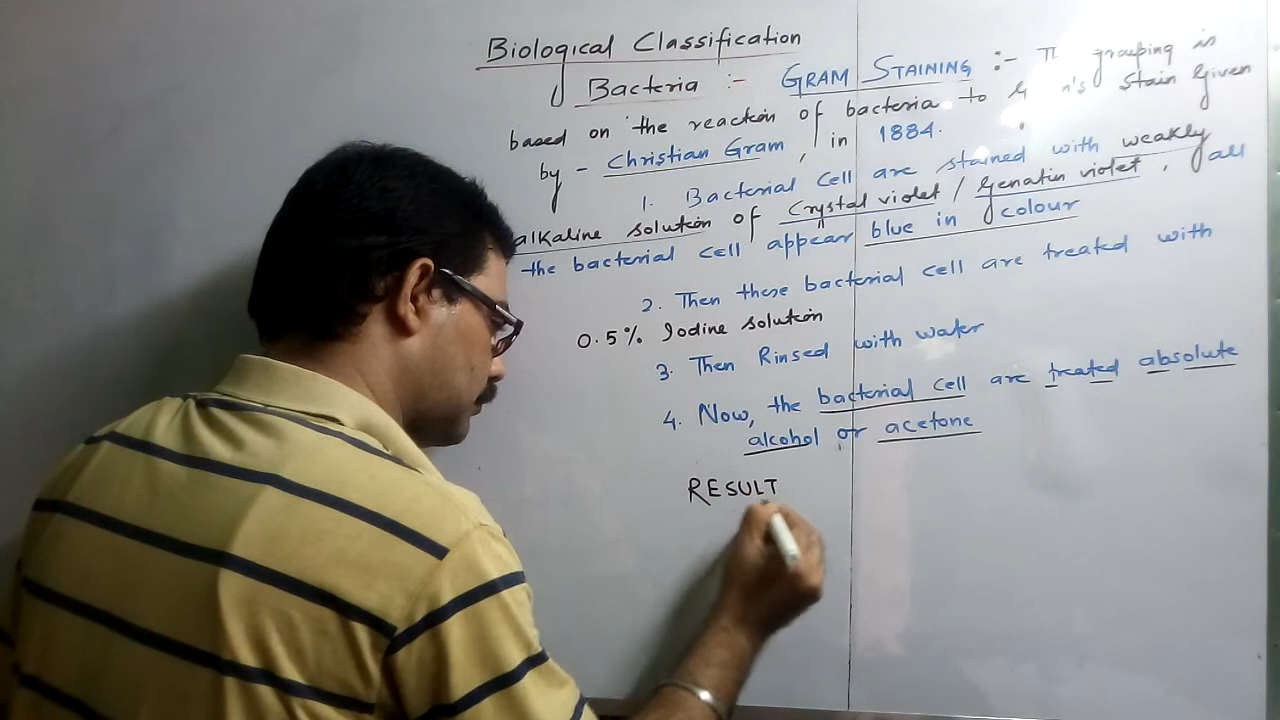 Biological Classification
Bacteria :- GRAM STAINING :- It grouping is
based on the reaction of bacteria to Stain Given
by - Christian Gram, in 1884.
1. Bacterial Cell are stained with weakly
alkaline solution of Crystal violet / Genatin violet, all
the bacterial cell appear blue in colour
2. Then these bacterial cell are treated with
0.5% Iodine solution
3. Then Rinsed with water
4. Now, the bacterial cell are treated absolute
alcohol or acetone
RESULT